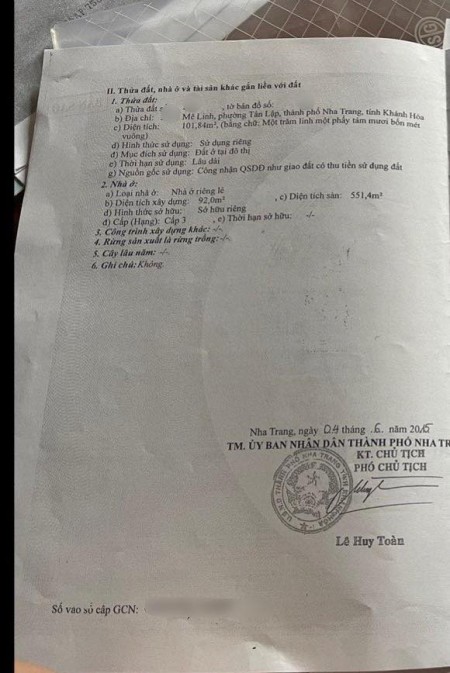 II. Thửa đất, nhà ở và tài sản khác gắn liền với đất
1. Thửa đất:
a) Thửa đất , tờ bản đồ số:
b) Địa chỉ: Mê Linh, phường Tân Lập, thành phố Nha Trang, tỉnh Khánh Hòa
c) Diện tích: 101,84m², (bằng chữ: Một trăm linh một phẩy tám mươi bốn mét
vuông)
d) Hình thức sử dụng: Sử dụng riêng
đ) Mục đích sử dụng: Đất ở tại đô thị
e) Thời hạn sử dụng: Lâu dài
g) Nguồn gốc sử dụng: Công nhận QSDĐ như giao đất có thu tiền sử dụng đất
2. Nhà ở:
a) Loại nhà ở: Nhà ở riêng lẻ
b) Diện tích xây dựng: 92,0m² , c) Diện tích sàn: 551,4m²
d) Hình thức sở hữu: Sở hữu riêng
đ) Cấp (Hạng): Cấp 3 , e) Thời hạn sở hữu: -/-
3. Công trình xây dựng khác: -/-
4. Rừng sản xuất là rừng trồng: -/-
5. Cây lâu năm: -/-
6. Ghi chú: Không.
Nha Trang, ngày 04 tháng 6 năm 2015
TM. ỦY BAN NHÂN DÂN THÀNH PHỐ NHA TR
KT. CHỦ TỊCH
PHÓ CHỦ TỊCH
Lê Huy Toàn
Số vào sổ cấp GCN: